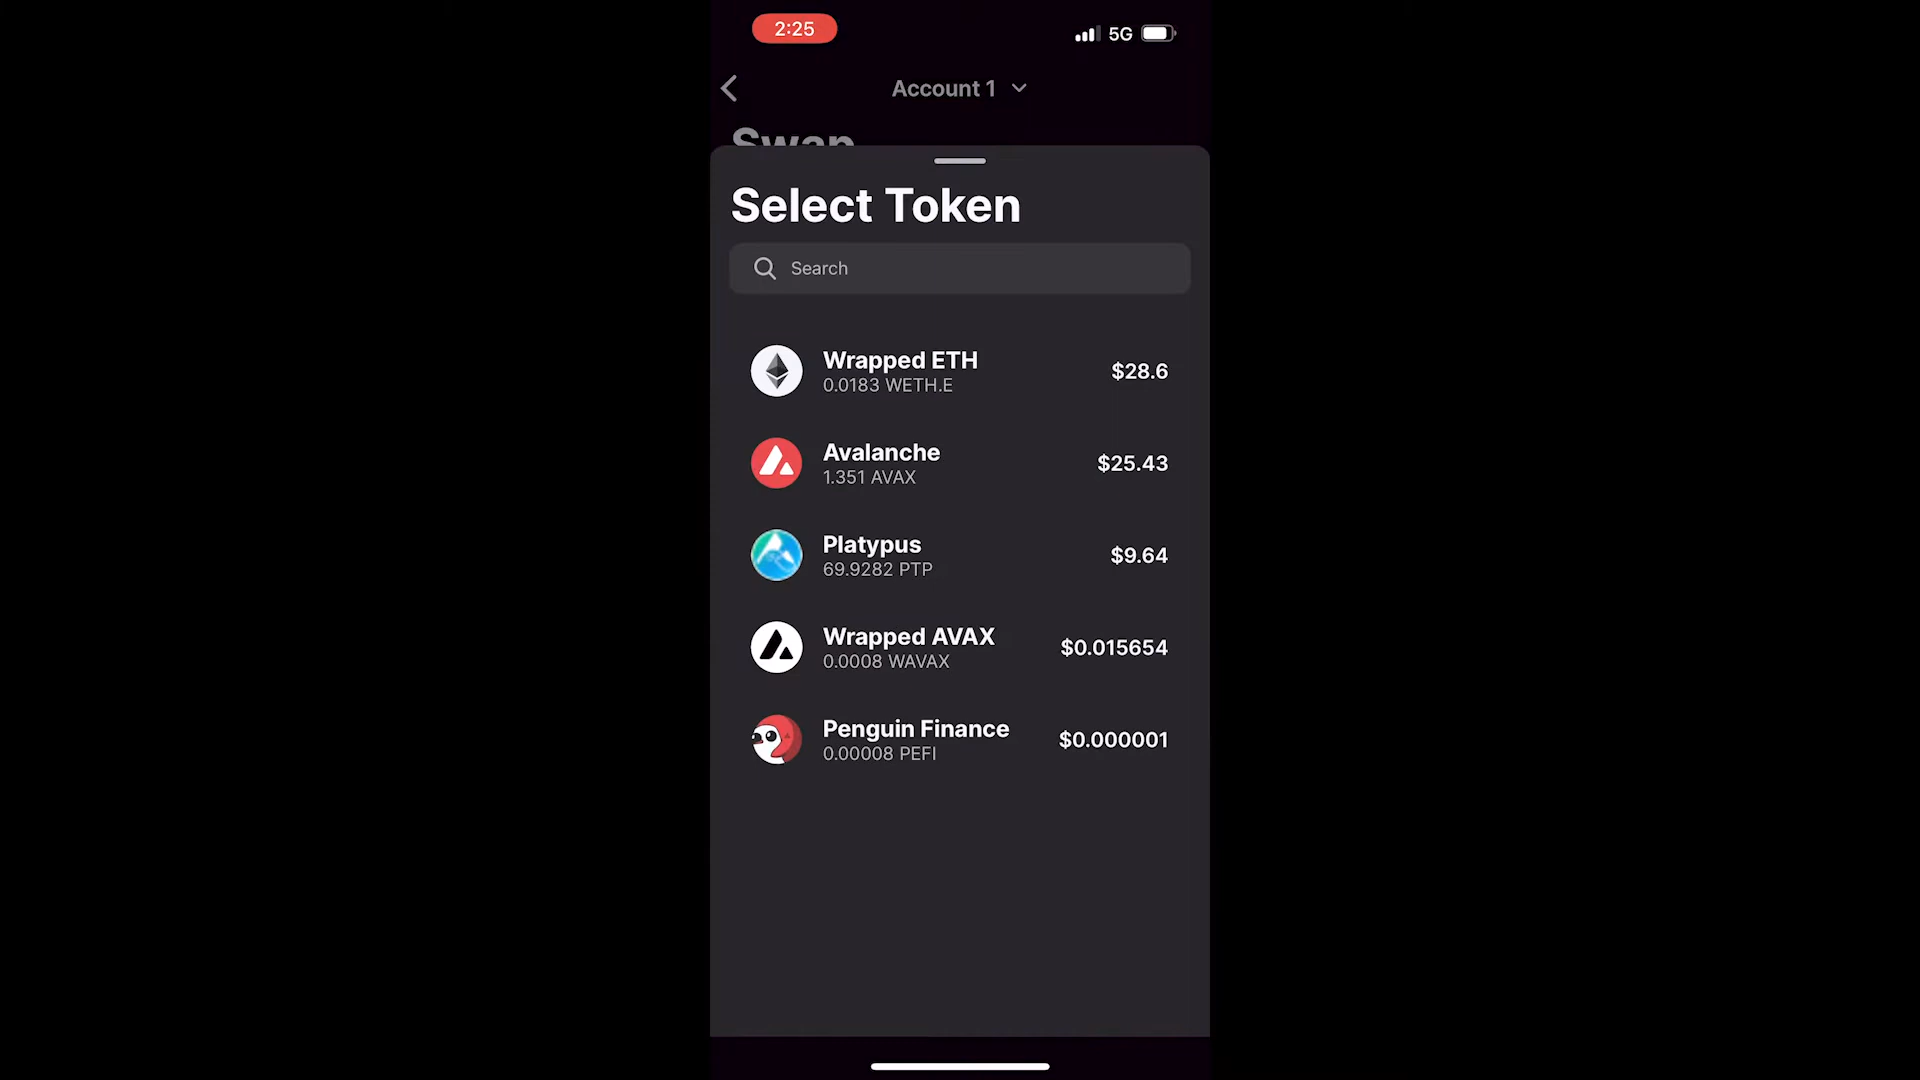 2:25
5G
Account 1
Swap
Select Token
Search
Wrapped ETH
0.0183 WETH.E
$28.6
Avalanche
1.351 AVAX
$25.43
Platypus
69.9282 PTP
$9.64
Wrapped AVAX
0.0008 WAVAX
$0.015654
Penguin Finance
0.00008 PEFI
$0.000001